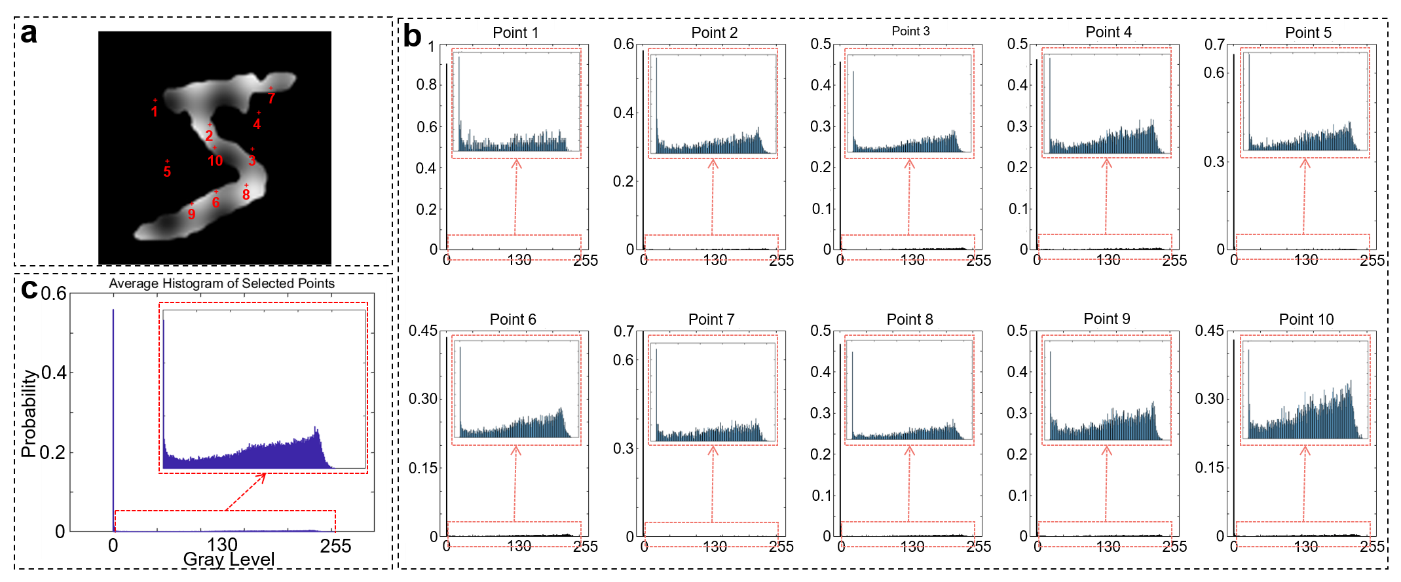 a
1
7
4
2
10
3
5
8
6
9
b
Point 1
Point 2
Point 3
Point 4
Point 5
1
0.8
0.6
0.4
0.2
0
0 130 255
0.6
0.4
0.2
0
0 130 255
0.5
0.4
0.3
0.2
0.1
0
0 130 255
0.5
0.4
0.3
0.2
0.1
0
0 130 255
0.7
0.6
0.3
0
0 130 255
Point 6
Point 7
Point 8
Point 9
Point 10
0.45
0.30
0.15
0
0 130 255
0.7
0.6
0.3
0
0 130 255
0.5
0.4
0.3
0.2
0.1
0
0 130 255
0.5
0.4
0.3
0.2
0.1
0
0 130 255
0.45
0.30
0.15
0
0 130 255
c
Average Histogram of Selected Points
0.6
0.4
0.2
0
Probability
0 130 255
Gray Level